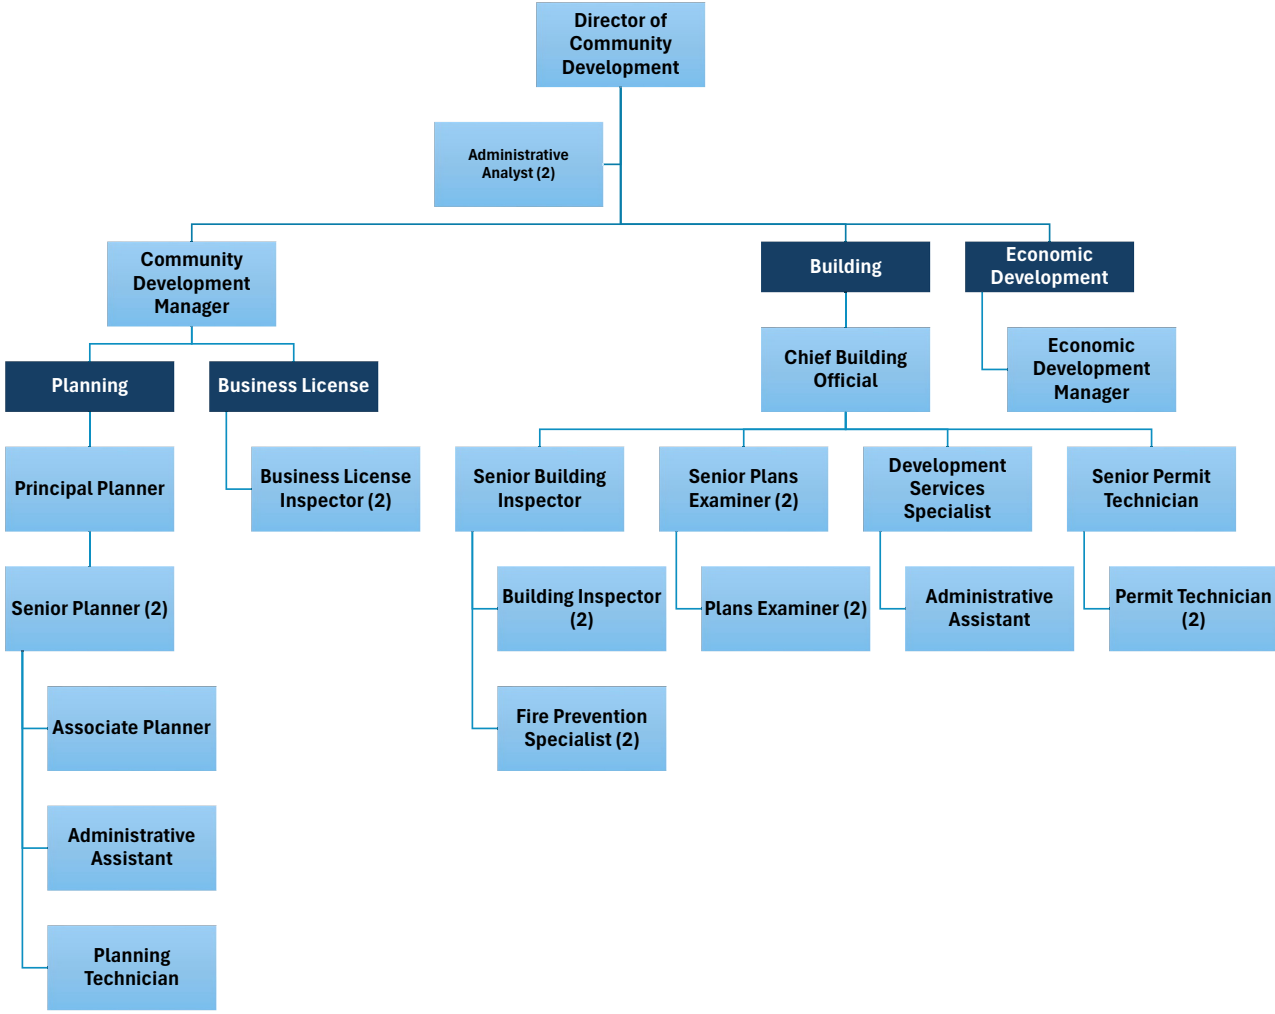 Director of
Community
Development
Administrative
Analyst (2)
Community
Development
Manager
Building
Economic
Development
Chief Building
Official
Economic
Development
Manager
Planning
Business License
Principal Planner
Business License
Inspector (2)
Senior Building
Inspector
Senior Plans
Examiner (2)
Development
Services
Specialist
Senior Permit
Technician
Senior Planner (2)
Building Inspector
(2)
Plans Examiner (2)
Administrative
Assistant
Permit Technician
(2)
Associate Planner
Fire Prevention
Specialist (2)
Administrative
Assistant
Planning
Technician